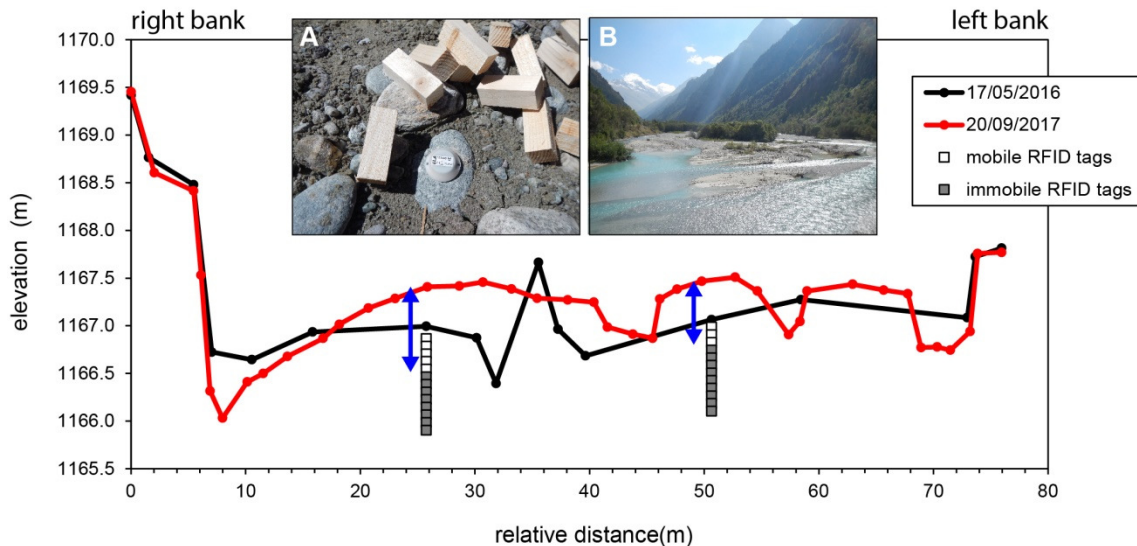 right bank
left bank
1170.0
1169.5
1169.0
1168.5
1168.0
1167.5
1167.0
1166.5
1166.0
1165.5
elevation (m)
A
B
17/05/2016
20/09/2017
mobile RFID tags
immobile RFID tags
0
10
20
30
40
50
60
70
80
relative distance(m)